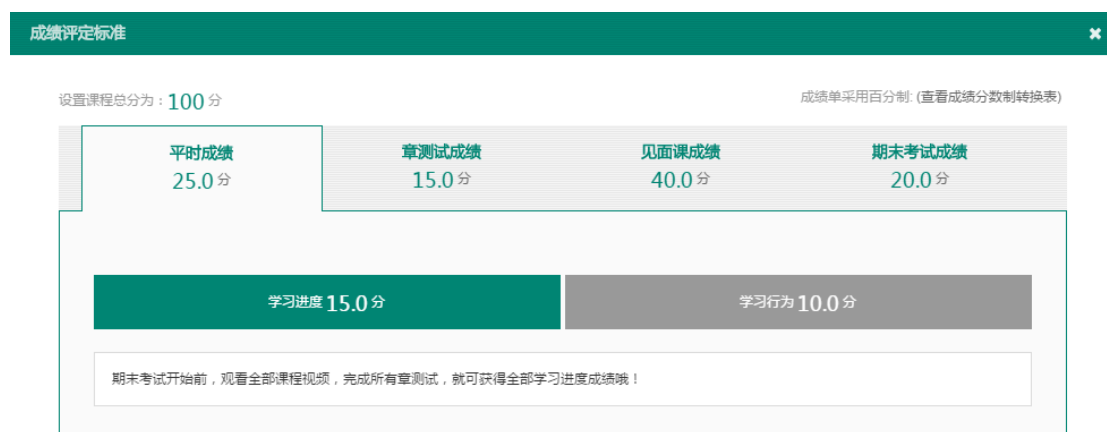 成绩评定标准
设置课程总分为：100 分
成绩单采用百分制: (查看成绩分数制转换表)
平时成绩 章测试成绩 见面课成绩 期末考试成绩
25.0 分 15.0 分 40.0 分 20.0 分
学习进度 15.0 分 学习行为 10.0 分
期末考试开始前，观看全部课程视频，完成所有章测试，就可获得全部学习进度成绩哦！